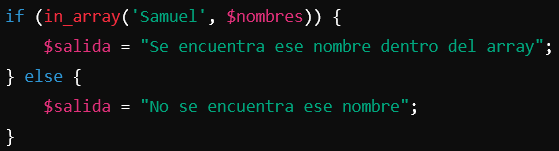 if (in_array('Samuel', $nombres)) {
    $salida = "Se encuentra ese nombre dentro del array";
} else {
    $salida = "No se encuentra ese nombre";
}